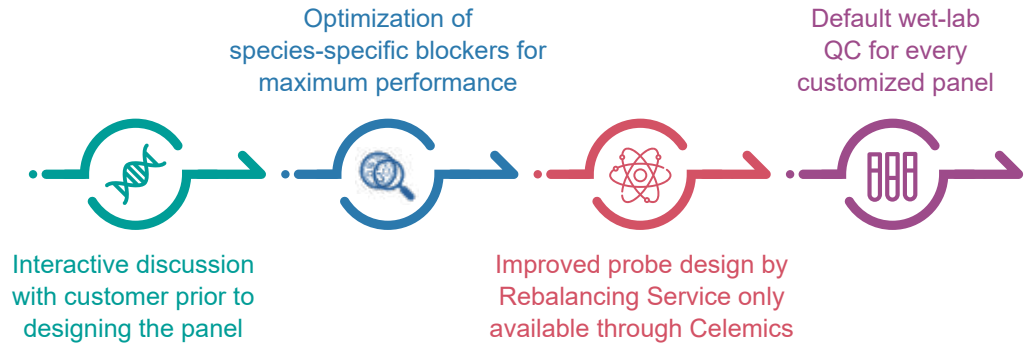 Interactive discussion
with customer prior to
designing the panel
Optimization of
species-specific blockers for
maximum performance
Improved probe design by
Rebalancing Service only
available through Celemics
Default wet-lab
QC for every
customized panel